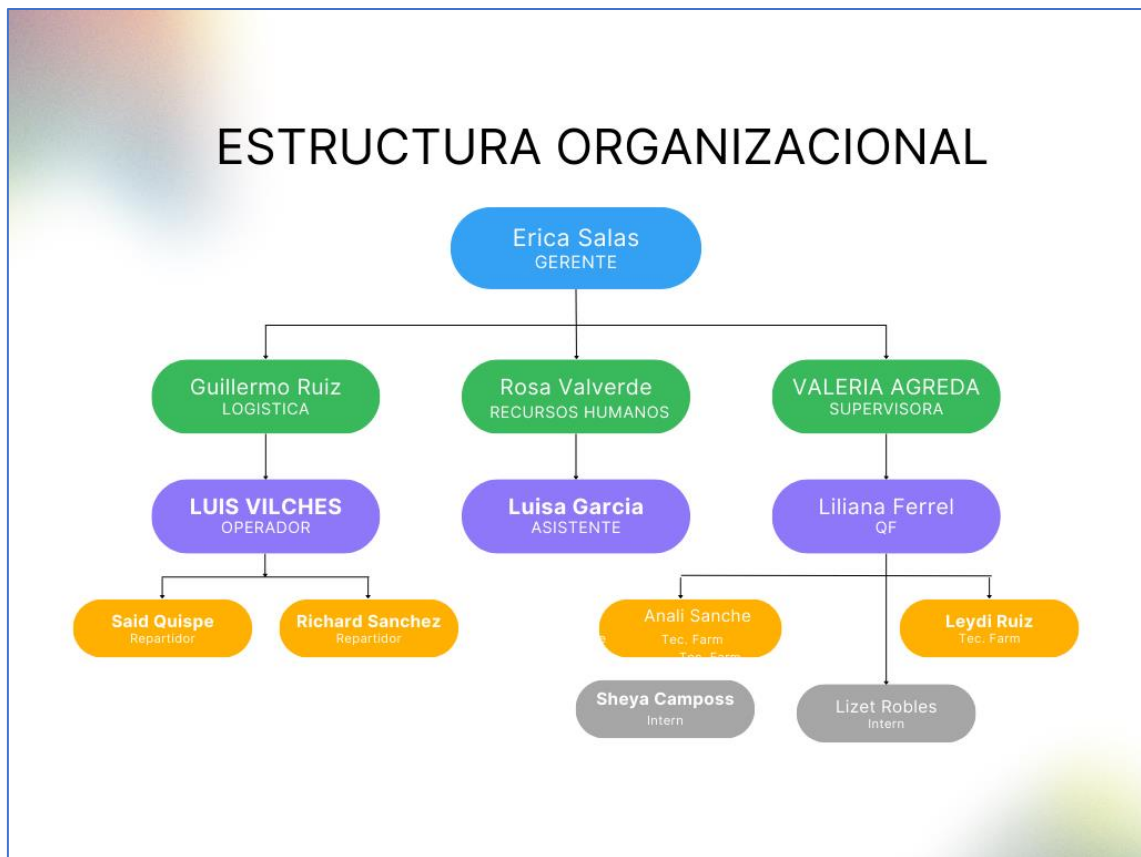 ESTRUCTURA ORGANIZACIONAL
Erica Salas
GERENTE
Guillermo Ruiz
LOGISTICA
Rosa Valverde
RECURSOS HUMANOS
VALERIA AGREDA
SUPERVISORA
LUIS VILCHES
OPERADOR
Luisa Garcia
ASISTENTE
Liliana Ferrel
QF
Said Quispe
Repartidor
Richard Sanchez
Repartidor
Anali Sanche
Tec. Farm
Tec. Farm
Leydi Ruiz
Tec. Farm
Sheya Camposs
Intern
Lizet Robles
Intern